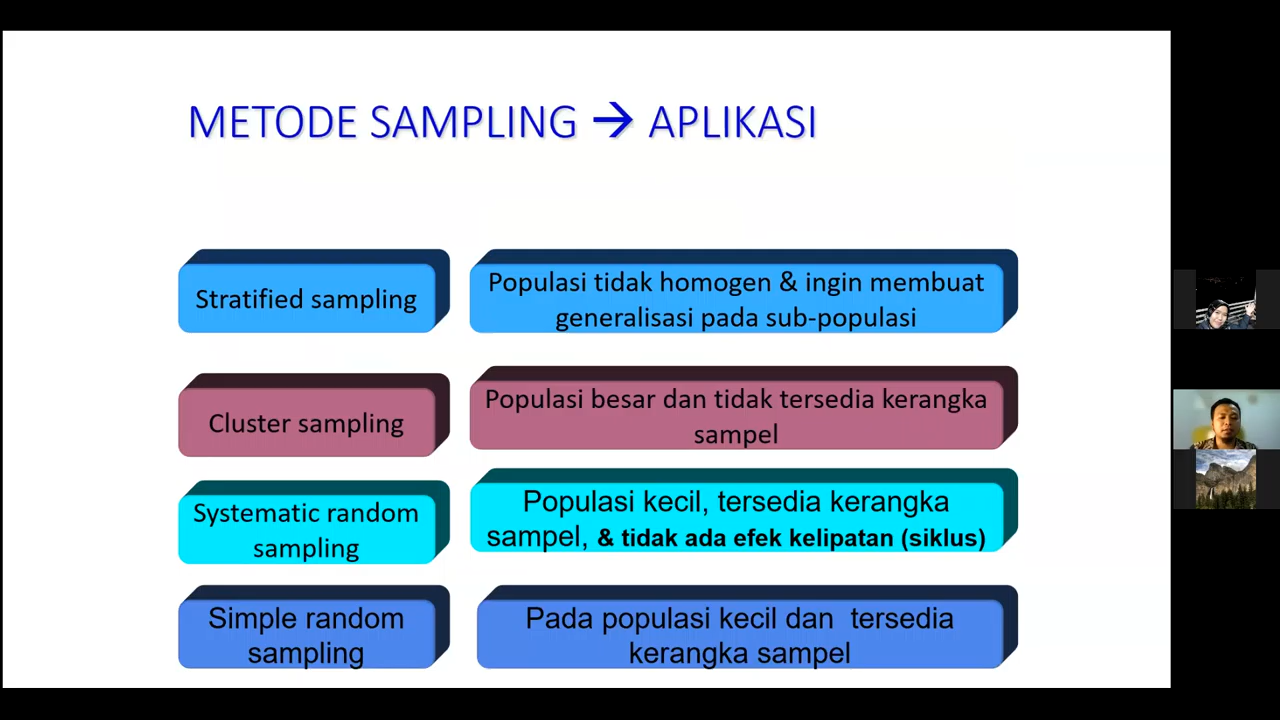 METODE SAMPLING → APLIKASI
Stratified sampling
Populasi tidak homogen & ingin membuat
generalisasi pada sub-populasi
Cluster sampling
Populasi besar dan tidak tersedia kerangka
sampel
Systematic random
sampling
Populasi kecil, tersedia kerangka
sampel, & tidak ada efek kelipatan (siklus)
Simple random
sampling
Pada populasi kecil dan tersedia
kerangka sampel